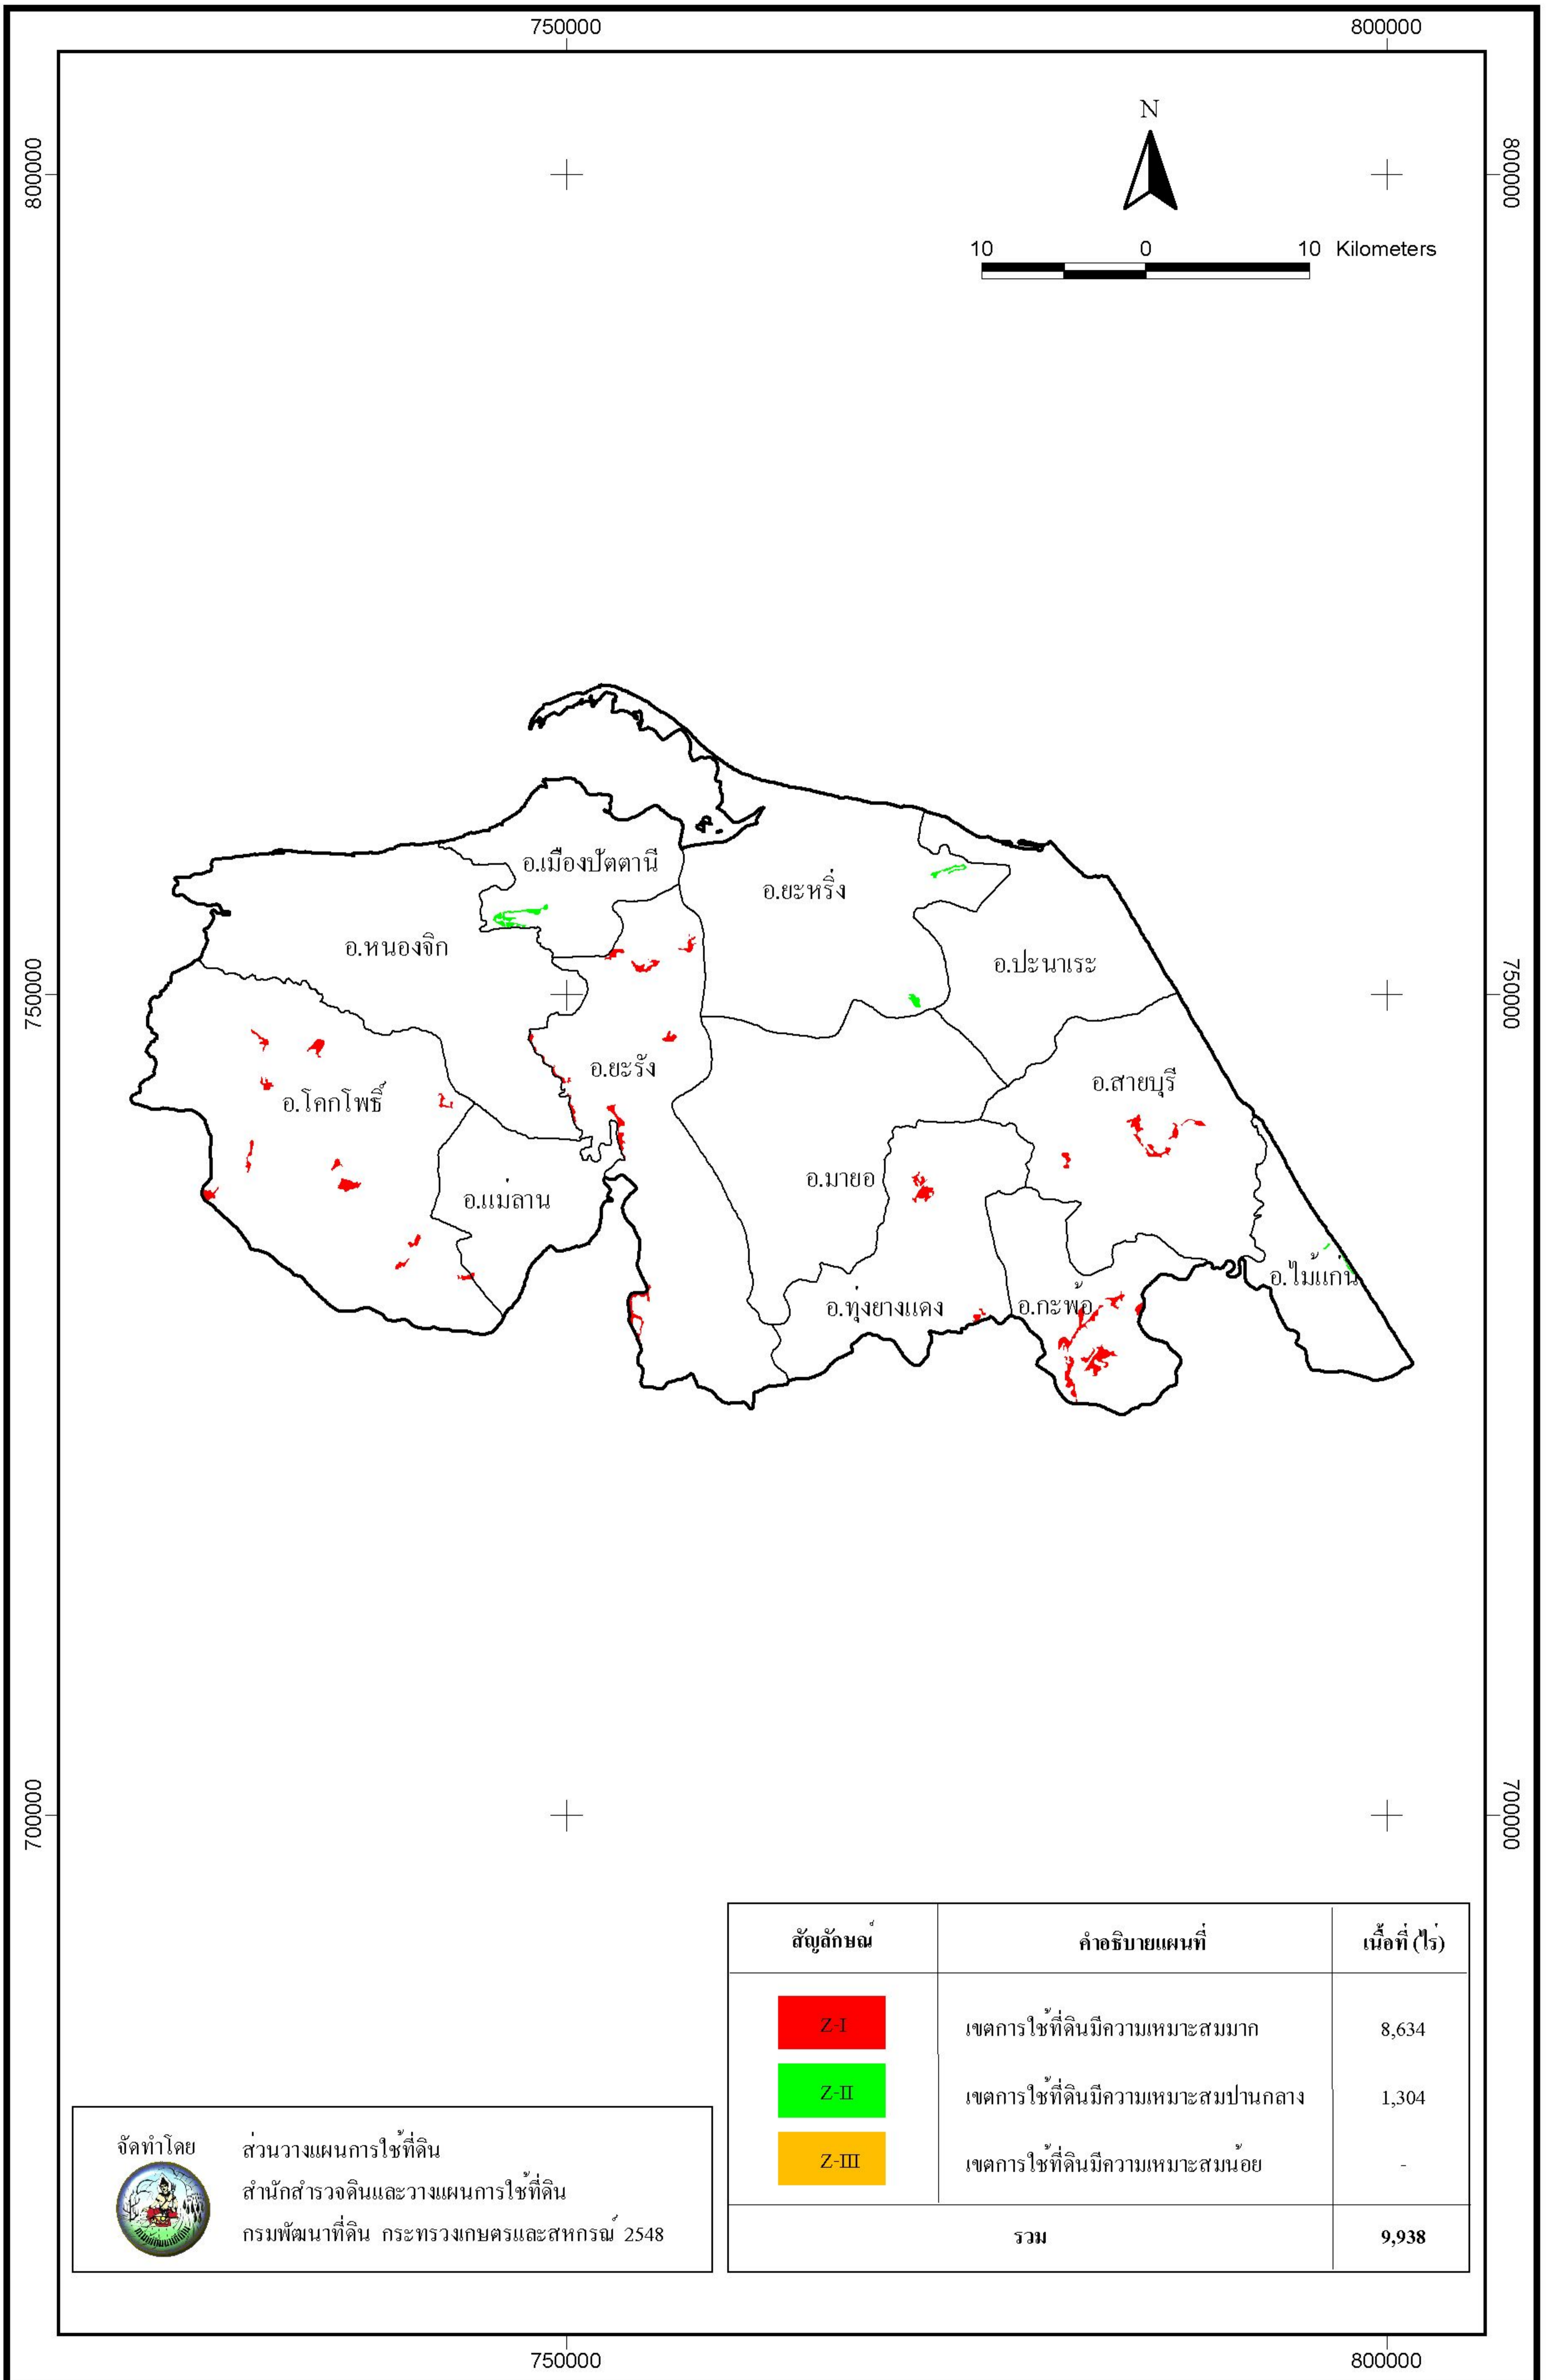 750000
800000
800000
800000
N
10
0
10
Kilometers
อ.เมืองปัตตานี
อ.ยะหริ่ง
อ.หนองจิก
อ.ปะนาเระ
750000
750000
อ.ยะรัง
อ.สายบุรี
อ.โคกโพธิ์
อ.มายอ
อ.แม่ลาน
อ.ไม้แก่น
อ.ทุ่งยางแดง
อ.กะพ้อ
700000
700000
สัญลักษณ์
คำอธิบายแผนที่
เนื้อที่ (ไร่)
Z-I
เขตการใช้ที่ดินมีความเหมาะสมมาก
8,634
Z-II
เขตการใช้ที่ดินมีความเหมาะสมปานกลาง
1,304
Z-III
เขตการใช้ที่ดินมีความเหมาะสมน้อย
-
รวม
9,938
จัดทำโดย
ส่วนวางแผนการใช้ที่ดิน
สำนักสำรวจดินและวางแผนการใช้ที่ดิน
กรมพัฒนาที่ดิน กระทรวงเกษตรและสหกรณ์ 2548
750000
800000